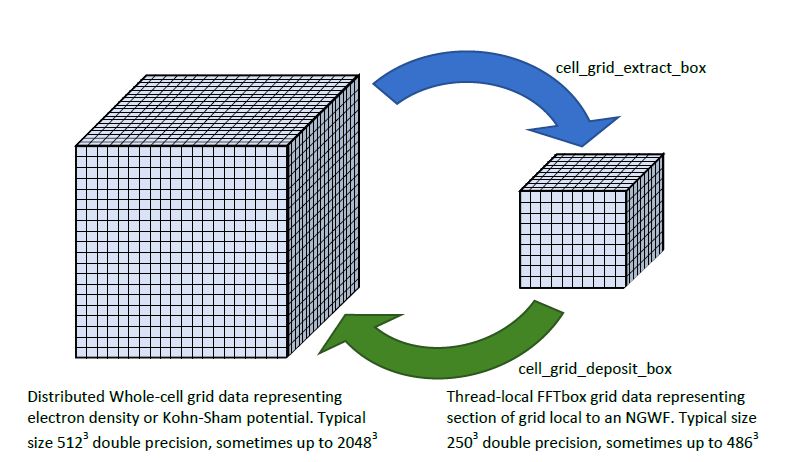 cell_grid_extract_box
cell_grid_deposit_box
Distributed Whole-cell grid data representing
electron density or Kohn-Sham potential. Typical
size 512³ double precision, sometimes up to 2048³
Thread-local FFTbox grid data representing
section of grid local to an NGWF. Typical size
250³ double precision, sometimes up to 486³